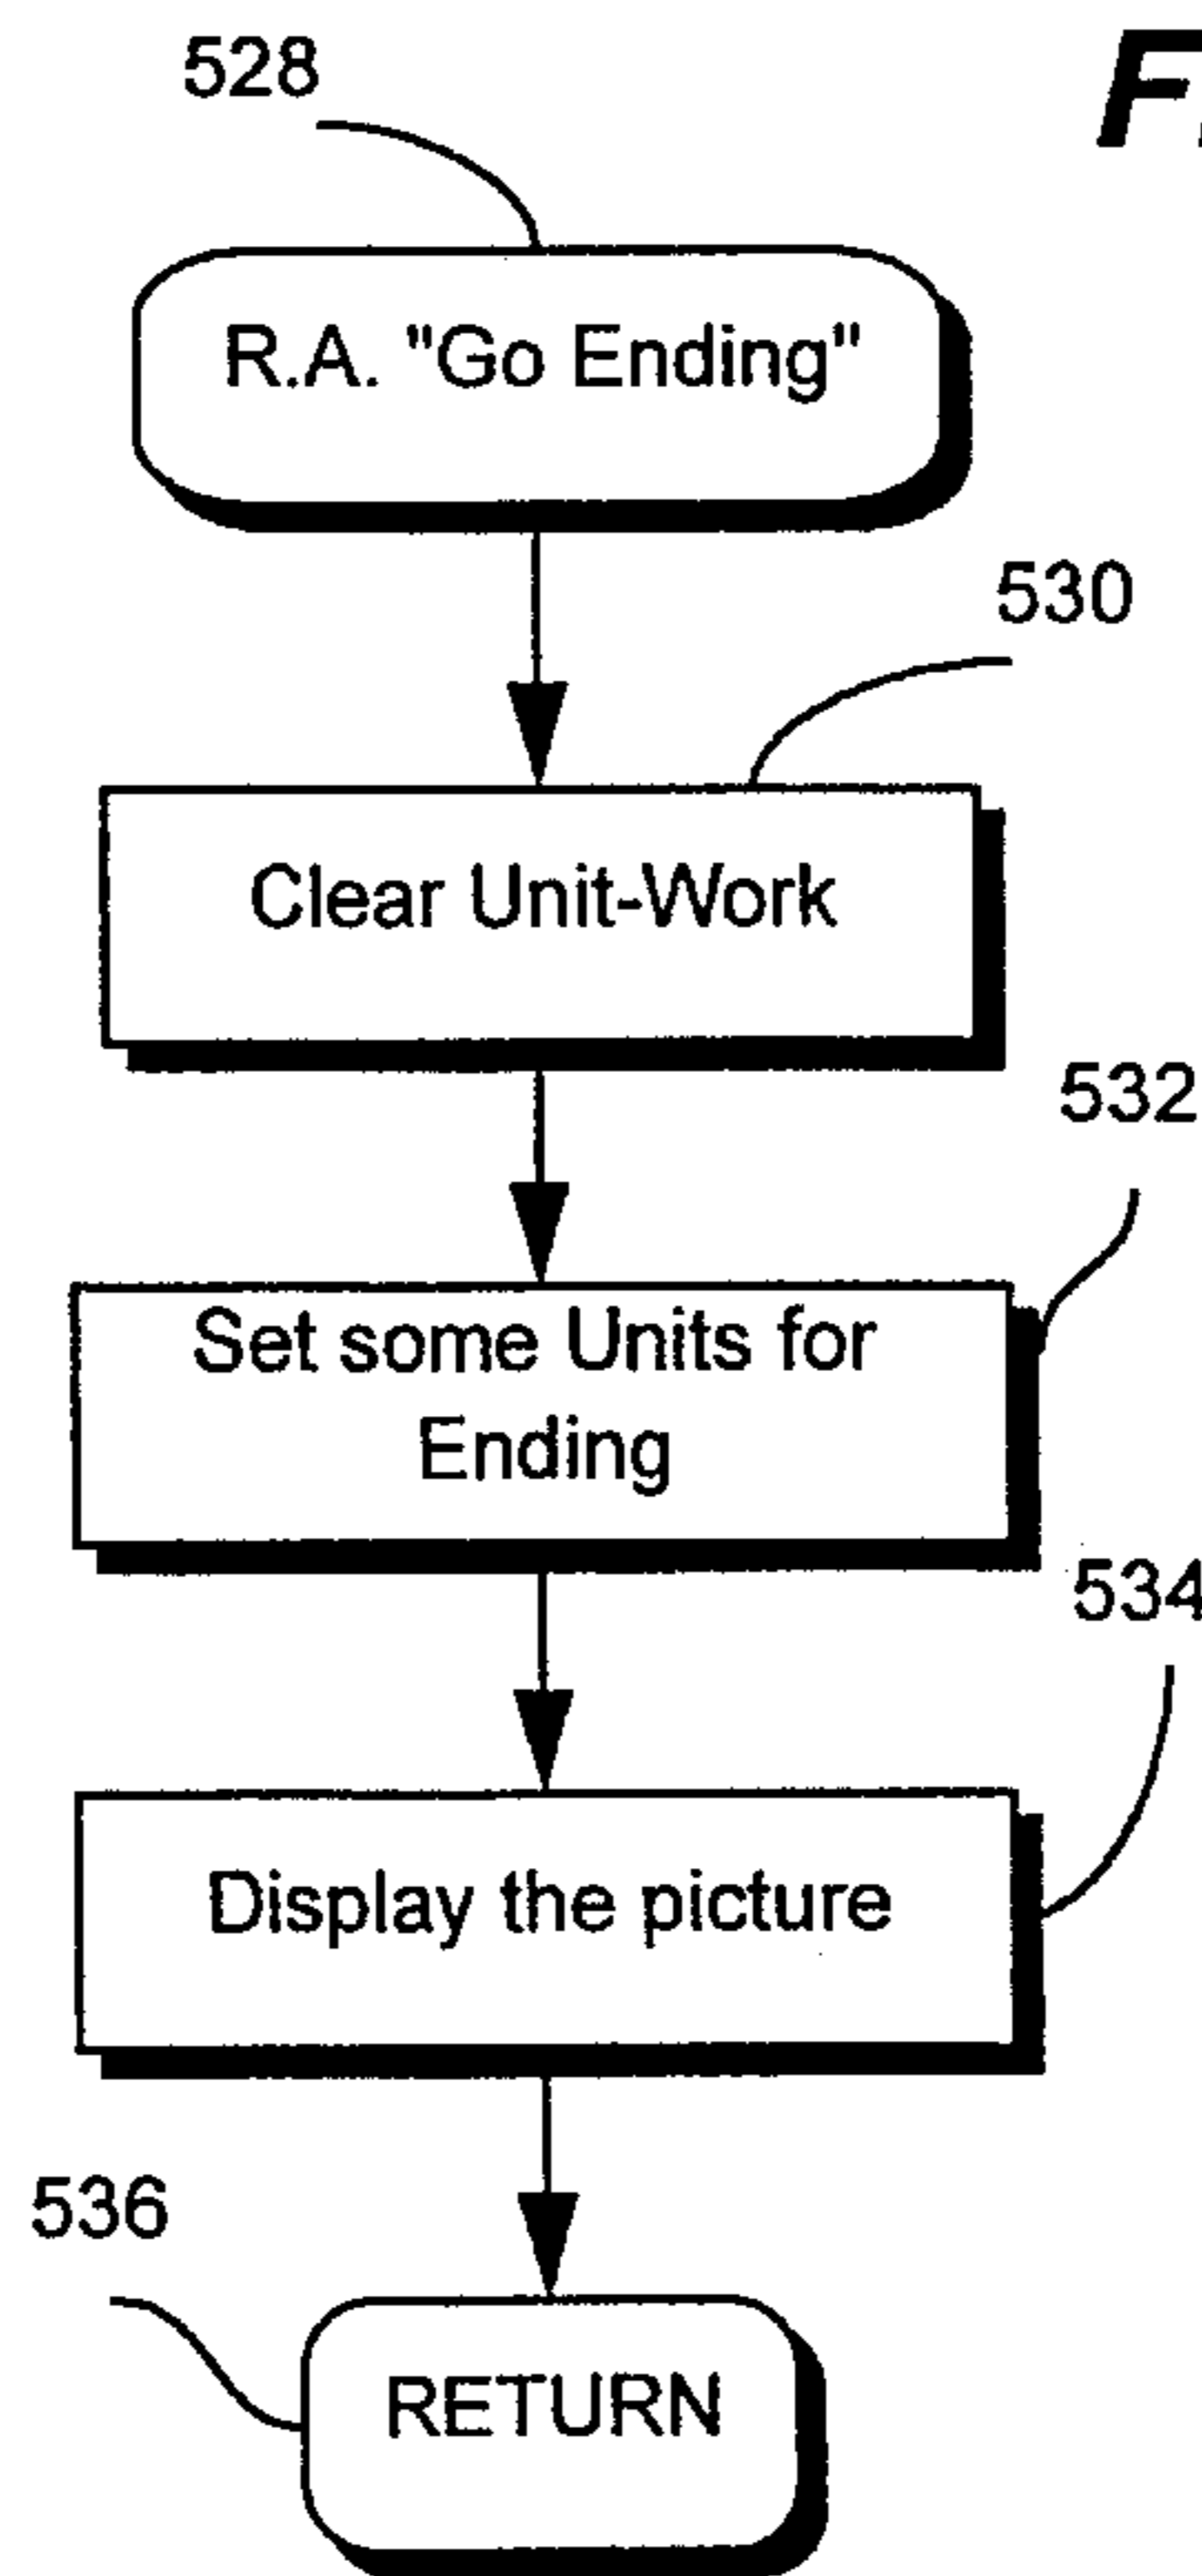 528
R.A. "Go Ending"
530
Clear Unit-Work
532
Set some Units for
Ending
534
Display the picture
536
RETURN